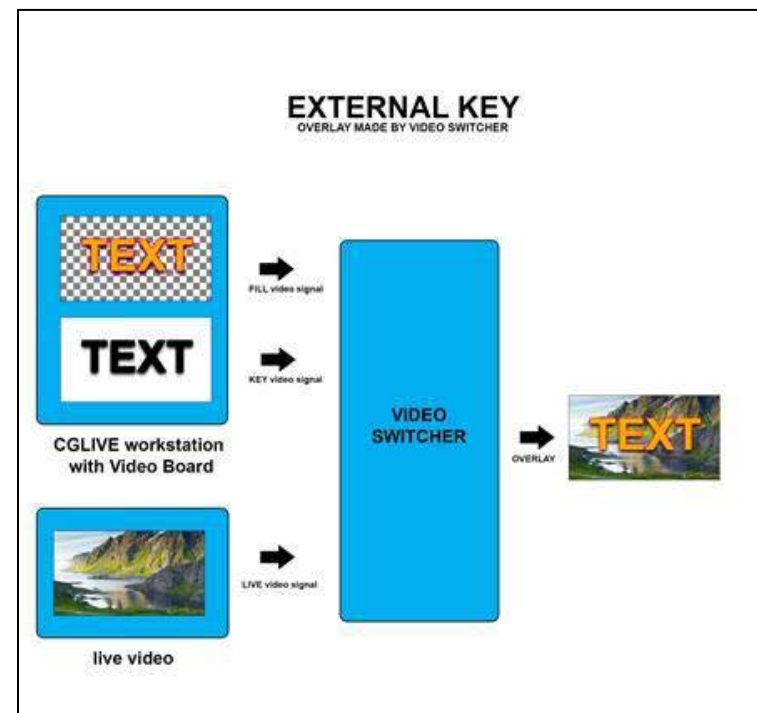 EXTERNAL KEY
OVERLAY MADE BY VIDEO SWITCHER
TEXT
FILL video signal
TEXT
KEY video signal
CGLIVE workstation
with Video Board
VIDEO
SWITCHER
OVERLAY
TEXT
LIVE video signal
live video